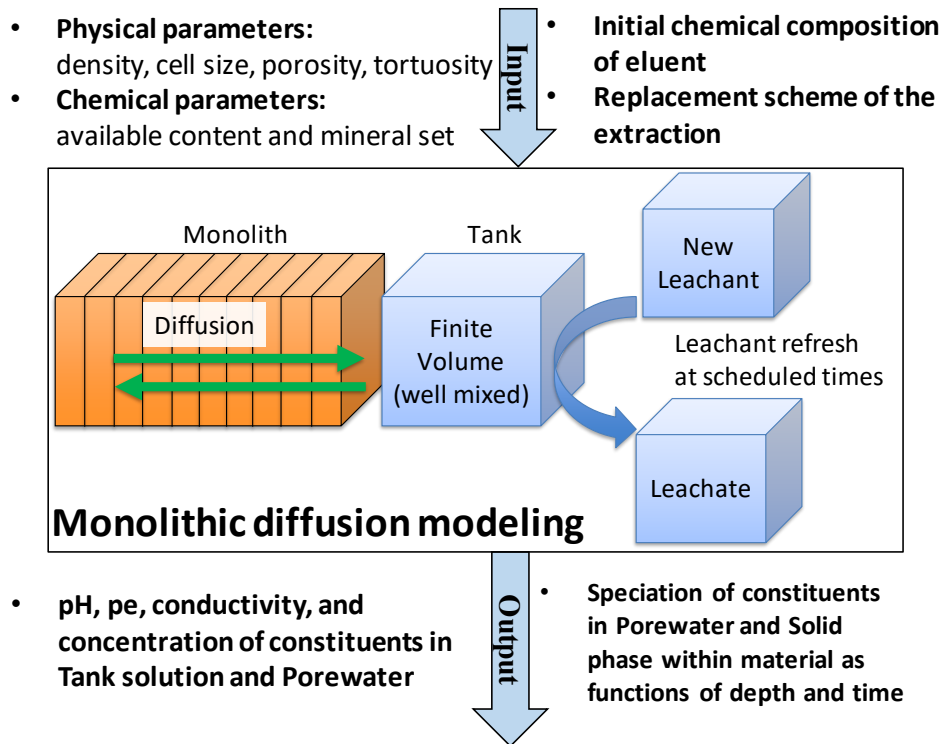 • Physical parameters:
density, cell size, porosity, tortuosity
• Chemical parameters:
available content and mineral set
Input
• Initial chemical composition
of eluent
• Replacement scheme of the
extraction
Monolith
Tank
New
Leachant
Diffusion
Finite
Volume
(well mixed)
Leachant refresh
at scheduled times
Leachate
Monolithic diffusion modeling
• pH, pe, conductivity, and
concentration of constituents in
Tank solution and Porewater
Output
• Speciation of constituents
in Porewater and Solid
phase within material as
functions of depth and time